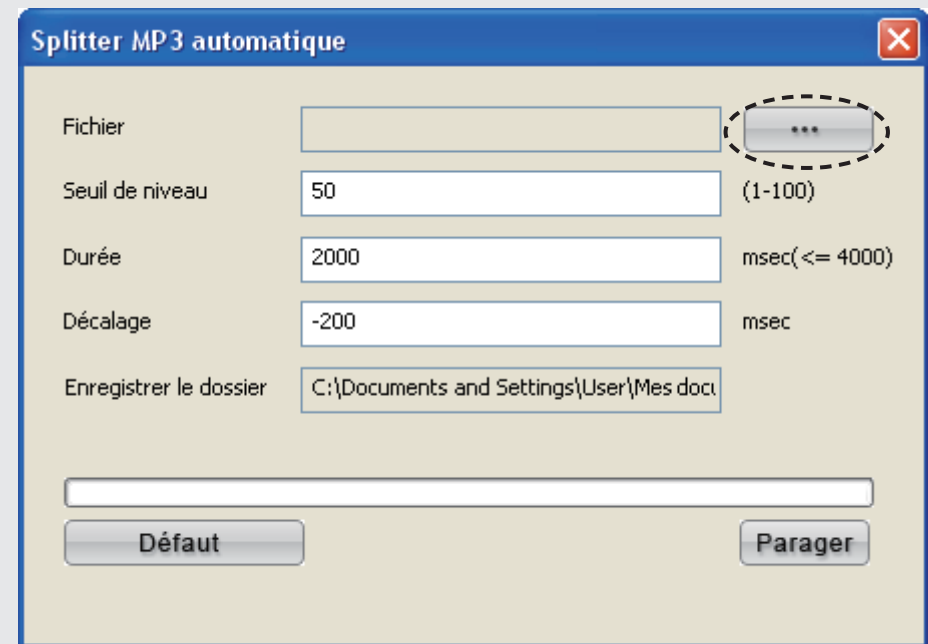 Splitter MP3 automatique
Fichier ...
Seuil de niveau 50 (1-100)
Durée 2000 msec(<= 4000)
Décalage -200 msec
Enregistrer le dossier C:\Documents and Settings\User\Mes docu
Défaut Parager